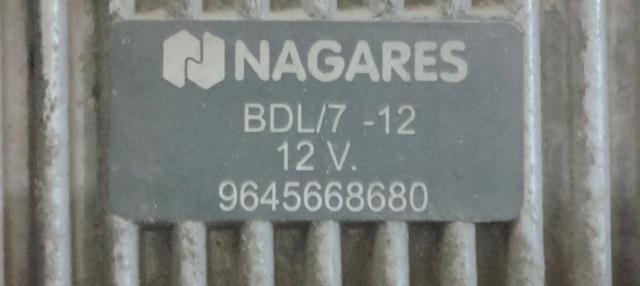 NAGARES
BDL/7 -12
12 V.
9645668680